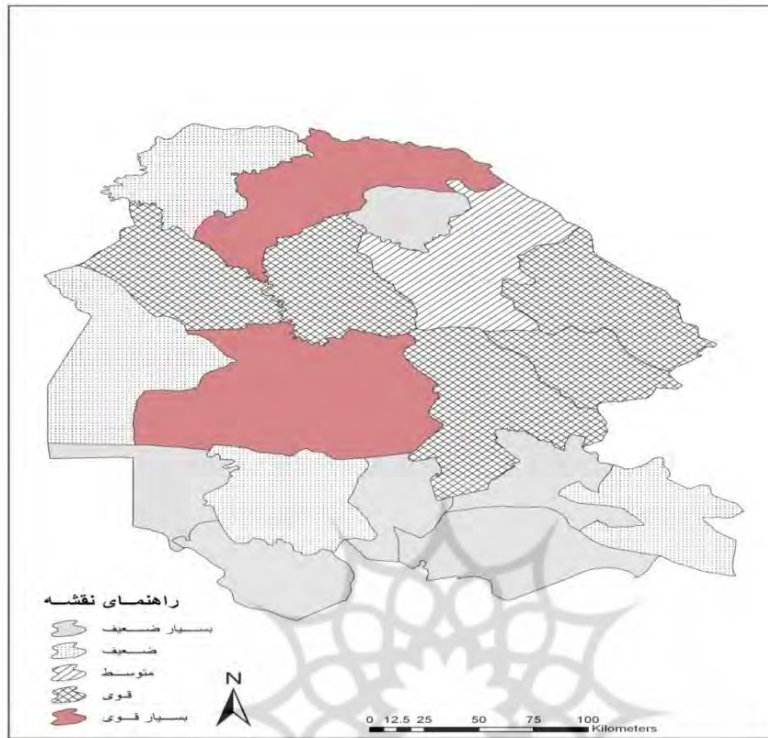 راهنمای نقشه
بسیار ضعیف
ضعیف
متوسط
قوی
بسیار قوی
N
0 12.5 25 50 75 100
Kilometers